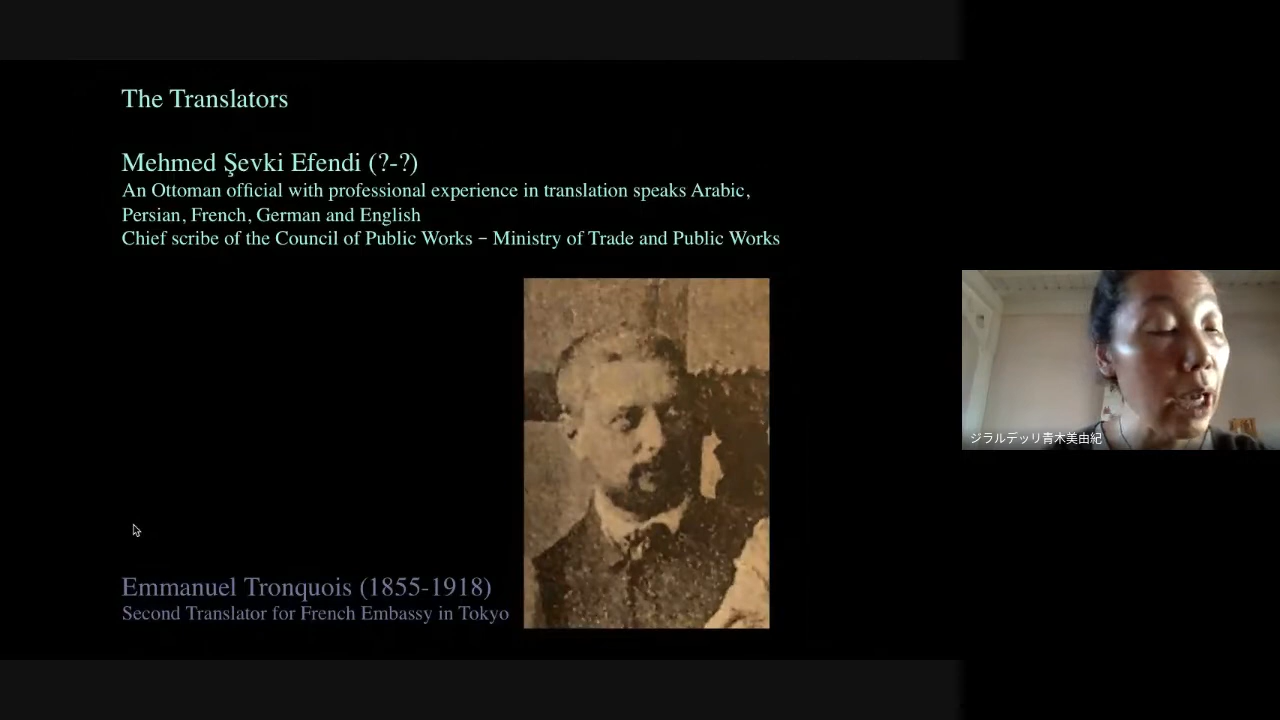 The Translators
Mehmed Şevki Efendi (?-?)
An Ottoman official with professional experience in translation speaks Arabic,
Persian, French, German and English
Chief scribe of the Council of Public Works – Ministry of Trade and Public Works
Emmanuel Tronquois (1855-1918)
Second Translator for French Embassy in Tokyo
ジラルデッリ青木美由紀